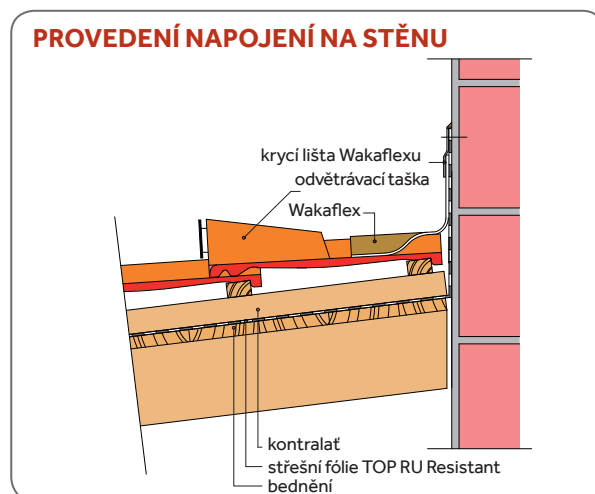 PROVEDENÍ NAPOJENÍ NA STĚNU
krycí lišta Wakaflexu
odvětrávací taška
Wakaflex
kontralať
střešní fólie TOP RU Resistant
bednění